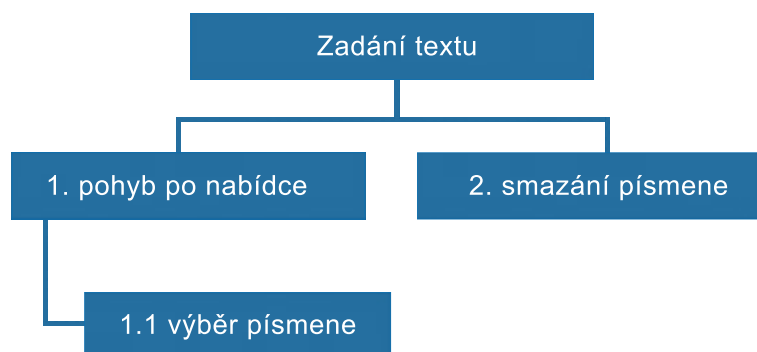 Zadání textu
1. pohyb po nabídce
2. smazání písmene
1.1 výběr písmene